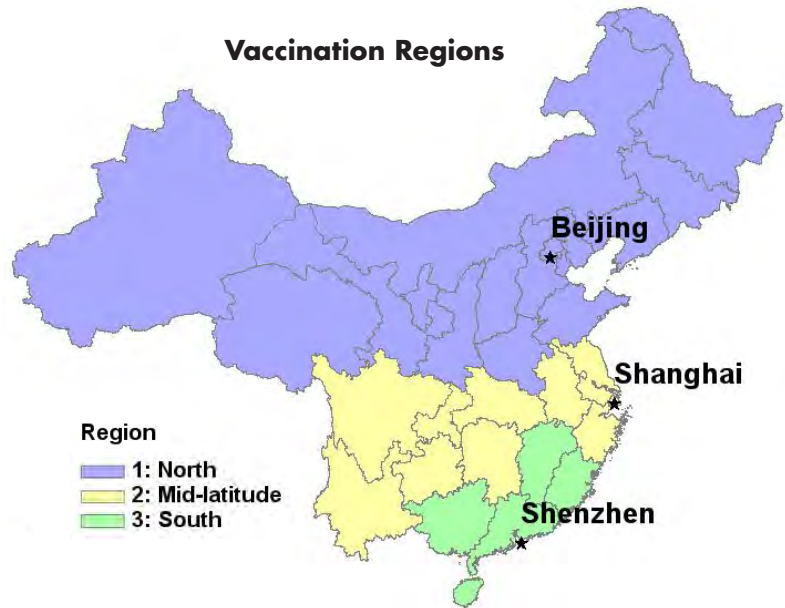 Vaccination Regions
Beijing
Shanghai
Region
1: North
2: Mid-latitude
3: South
Shenzhen